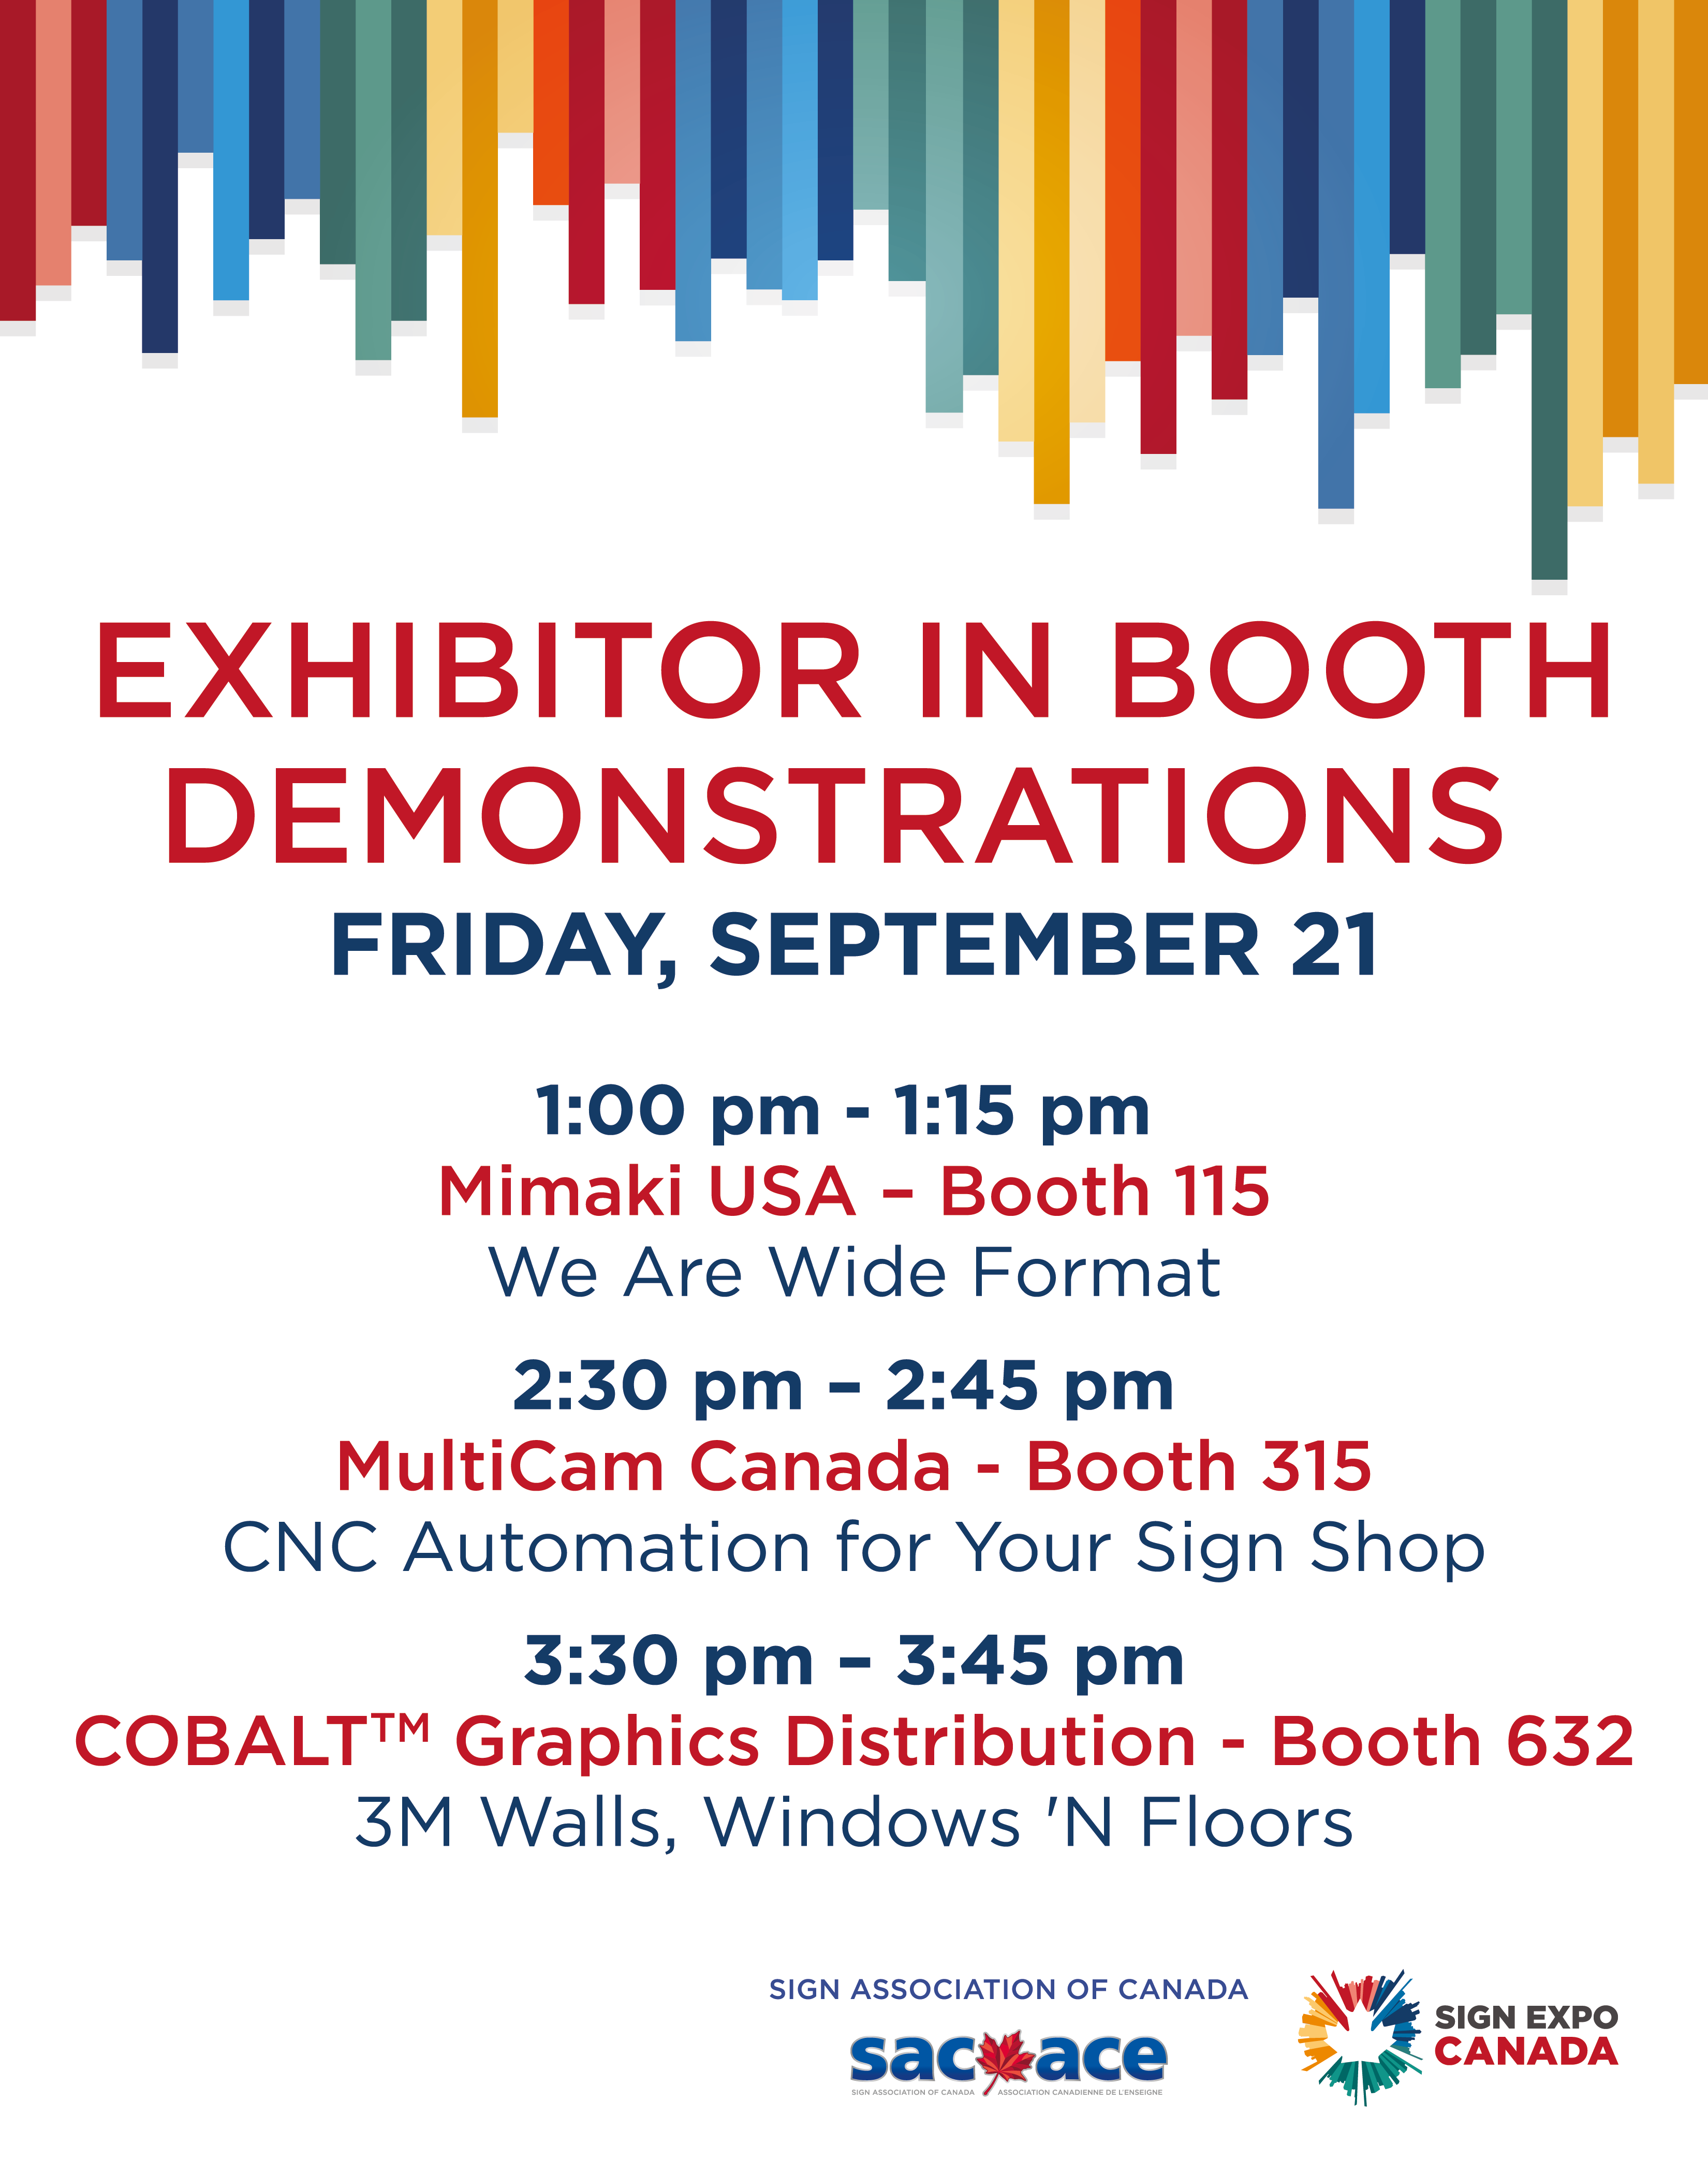 EXHIBITOR IN BOOTH
DEMONSTRATIONS
FRIDAY, SEPTEMBER 21
1:00 pm - 1:15 pm
Mimaki USA – Booth 115
We Are Wide Format
2:30 pm – 2:45 pm
MultiCam Canada - Booth 315
CNC Automation for Your Sign Shop
3:30 pm – 3:45 pm
COBALT™ Graphics Distribution - Booth 632
3M Walls, Windows 'N Floors
SIGN ASSOCIATION OF CANADA
sac ace
SIGN ASSOCIATION OF CANADA ASSOCIATION CANADIENNE DE L'ENSEIGNE
SIGN EXPO
CANADA